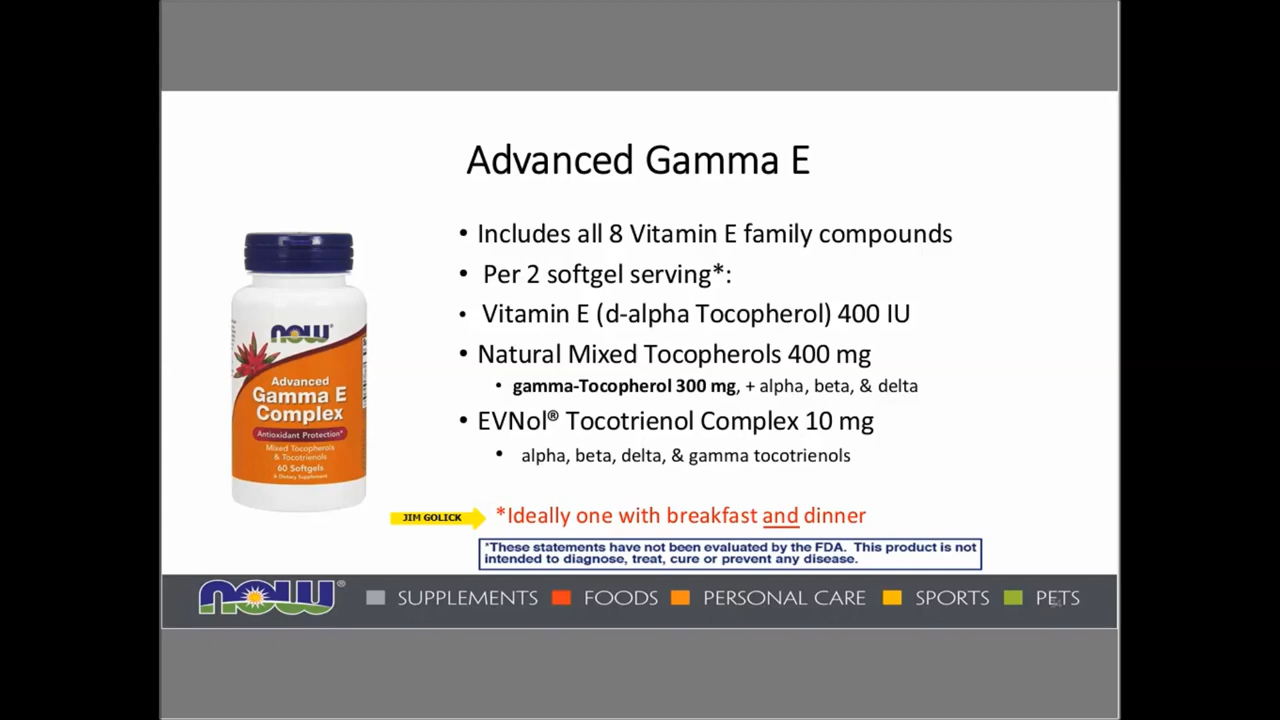 Advanced Gamma E
• Includes all 8 Vitamin E family compounds
• Per 2 softgel serving*:
• Vitamin E (d-alpha Tocopherol) 400 IU
• Natural Mixed Tocopherols 400 mg
• gamma-Tocopherol 300 mg, + alpha, beta, & delta
• EVNol® Tocotrienol Complex 10 mg
• alpha, beta, delta, & gamma tocotrienols
now®
Advanced
Gamma E
Complex
Antioxidant Protection*
Mixed Tocopherols
& Tocotrienols
60 Softgels
A Dietary Supplement
JIM GOLICK
*Ideally one with breakfast and dinner
*These statements have not been evaluated by the FDA. This product is not
intended to diagnose, treat, cure or prevent any disease.
now® SUPPLEMENTS FOODS PERSONAL CARE SPORTS PETS